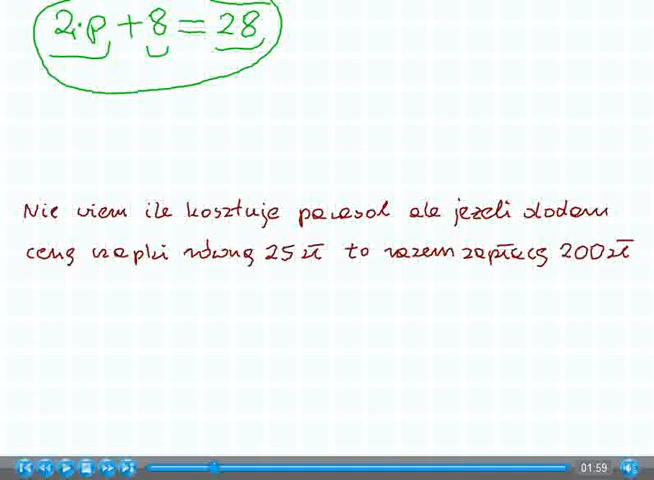 2·p + 8 = 28
Nie wiem ile kosztuje parasol ale jeżeli dodam
cenę czapki równą 25 zł to razem zapłacę 200 zł
01:59